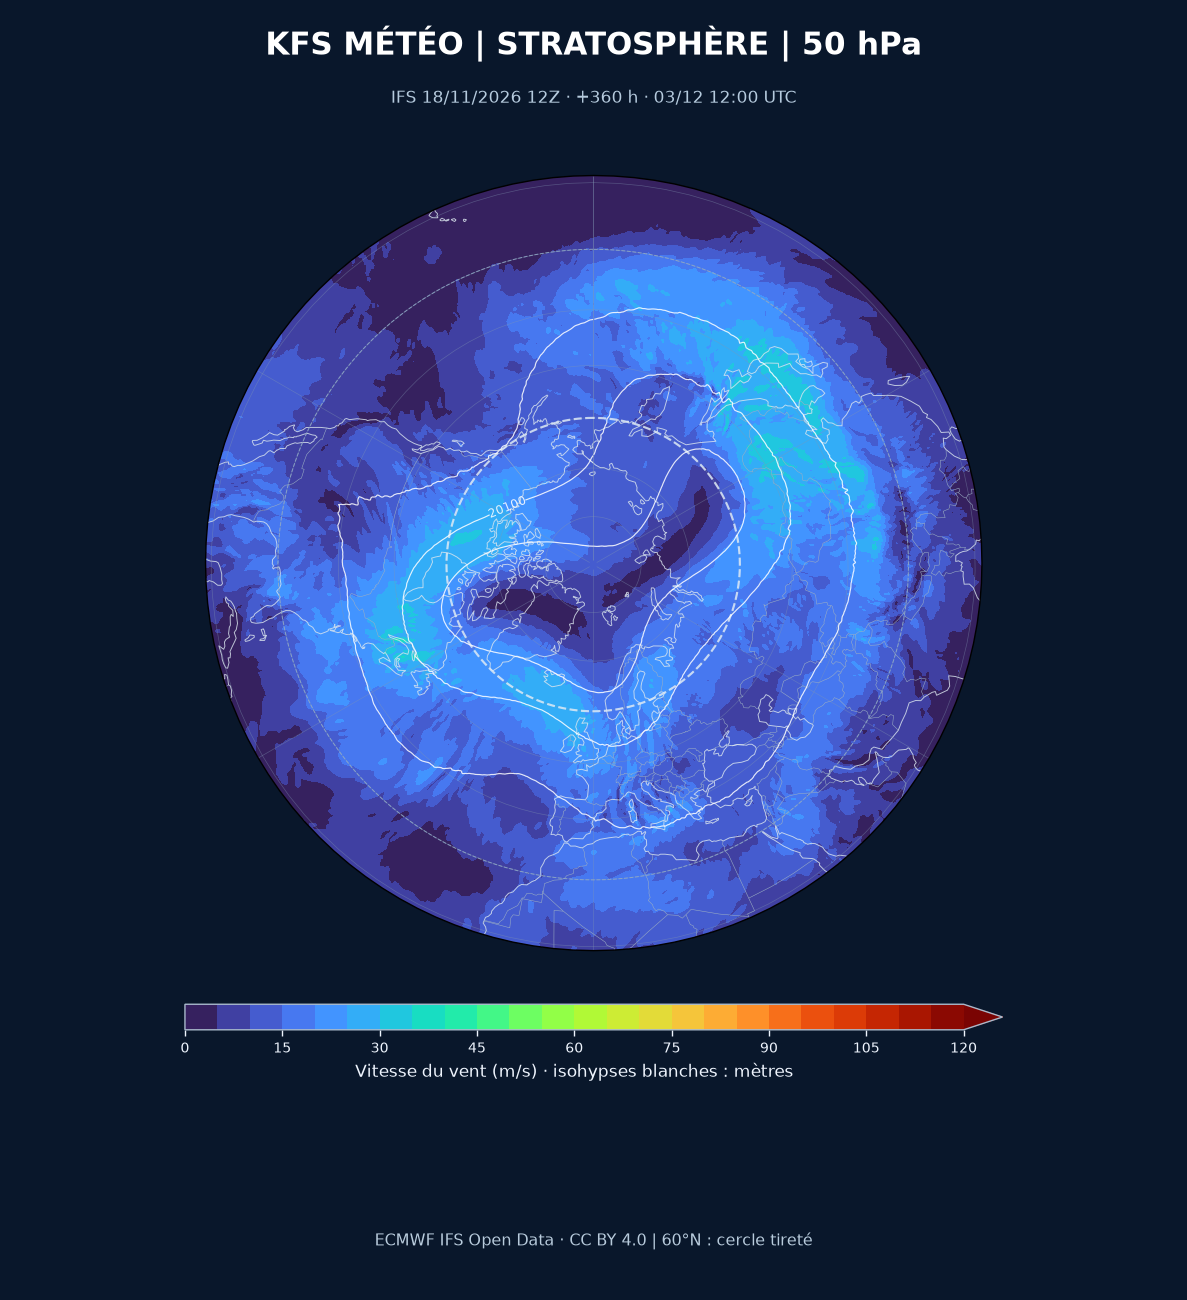 KFS MÉTÉO | STRATOSPHÈRE | 50 hPa
IFS 18/11/2026 12Z · +360 h · 03/12 12:00 UTC
20100
0 15 30 45 60 75 90 105 120
Vitesse du vent (m/s) · isohypses blanches : mètres
ECMWF IFS Open Data · CC BY 4.0 | 60°N : cercle tireté